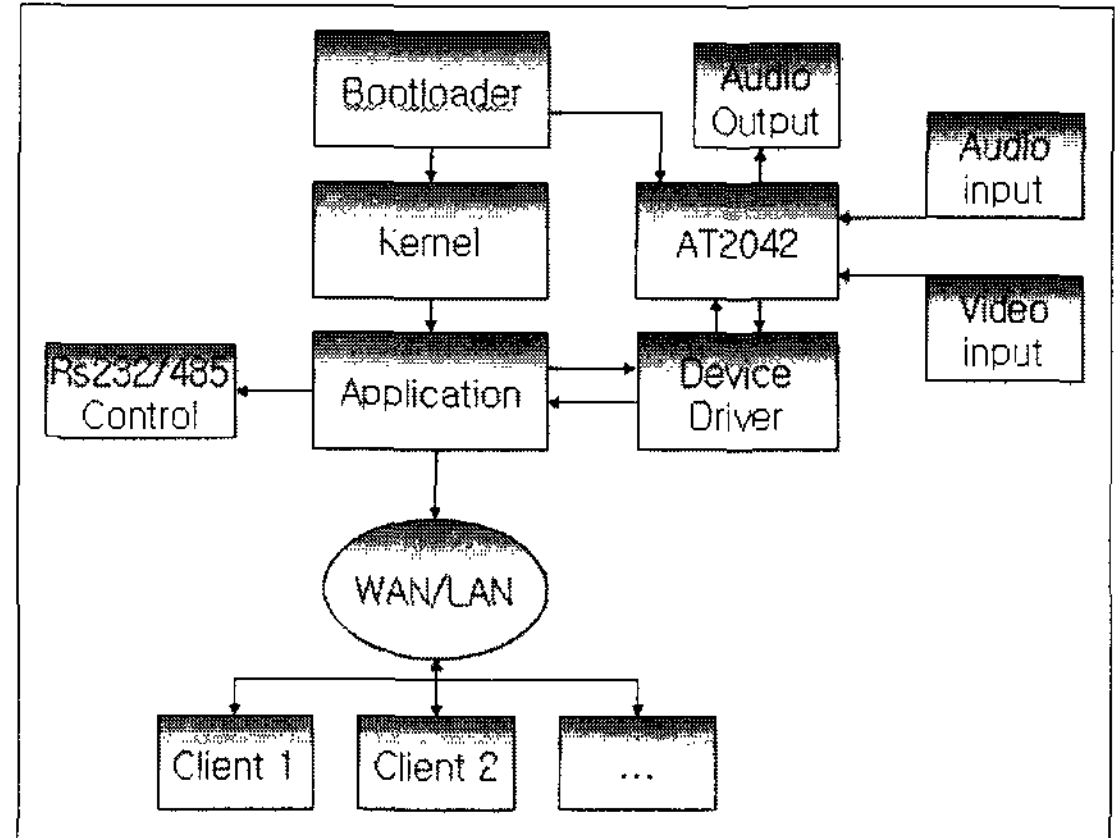 Bootloader
Audio
Output
Audio
input
Kernel
AT2042
Video
input
Rs232/485
Control
Application
Device
Driver
WAN/LAN
Client 1
Client 2
...